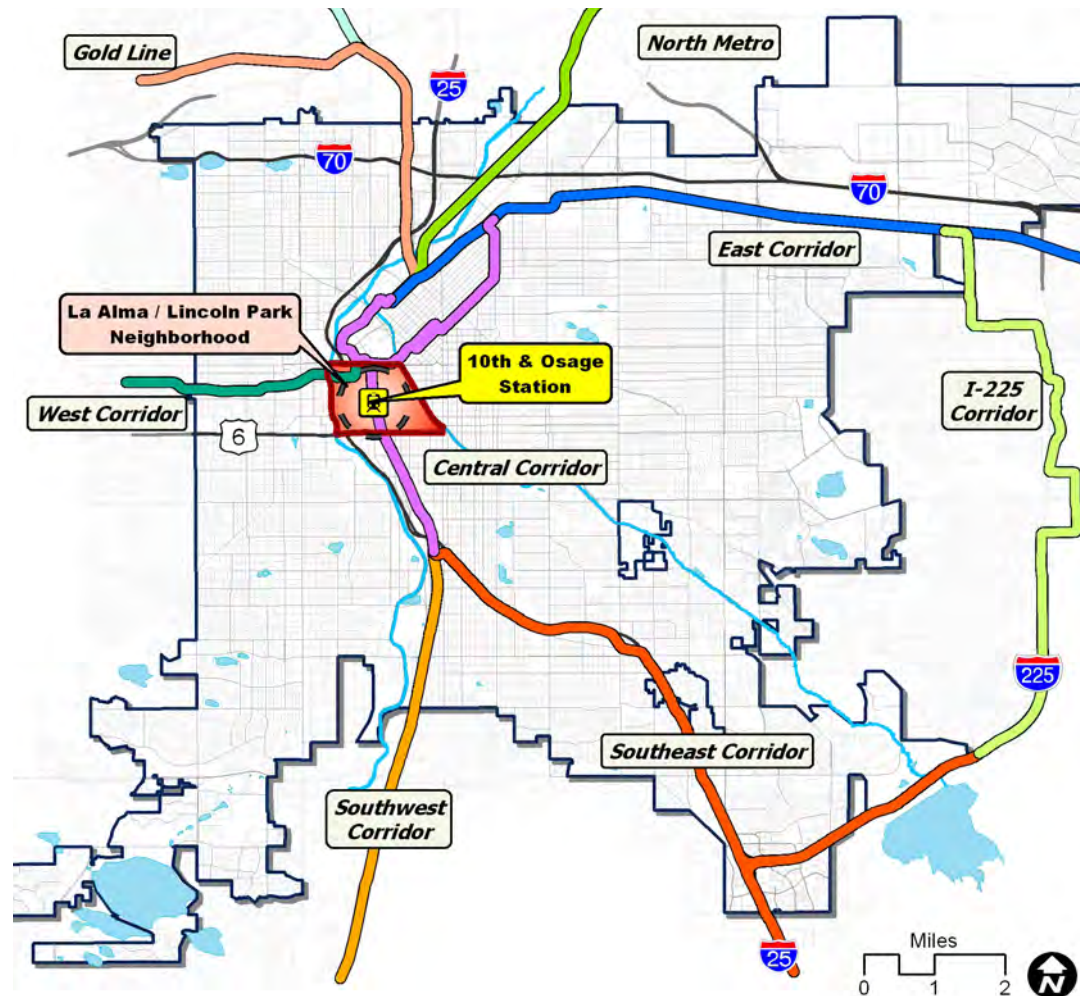 Gold Line
North Metro
25
70
70
East Corridor
La Alma / Lincoln Park
Neighborhood
10th & Osage
Station
West Corridor
6
I-225
Corridor
Central Corridor
225
Southeast Corridor
Southwest
Corridor
25
Miles
0 1 2
N